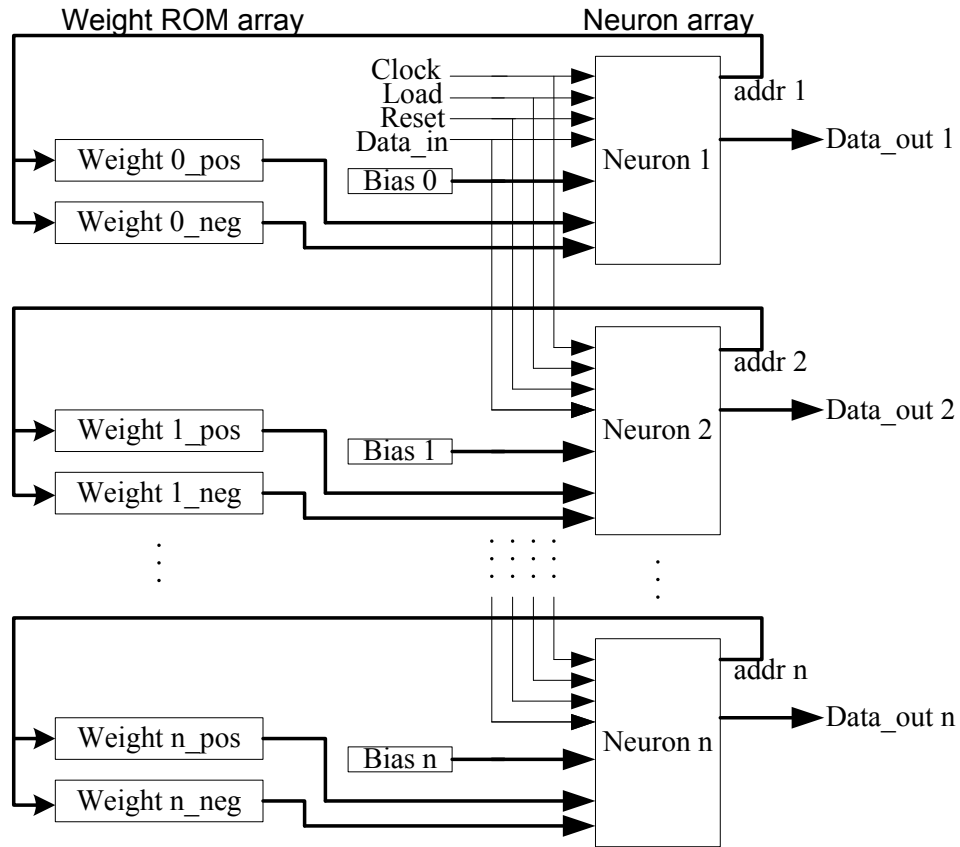 Weight ROM array
Neuron array
Clock
Load
Reset
Data_in
addr 1
Weight 0_pos
Bias 0
Neuron 1
Data_out 1
Weight 0_neg
addr 2
Weight 1_pos
Bias 1
Neuron 2
Data_out 2
Weight 1_neg
addr n
Weight n_pos
Bias n
Neuron n
Data_out n
Weight n_neg